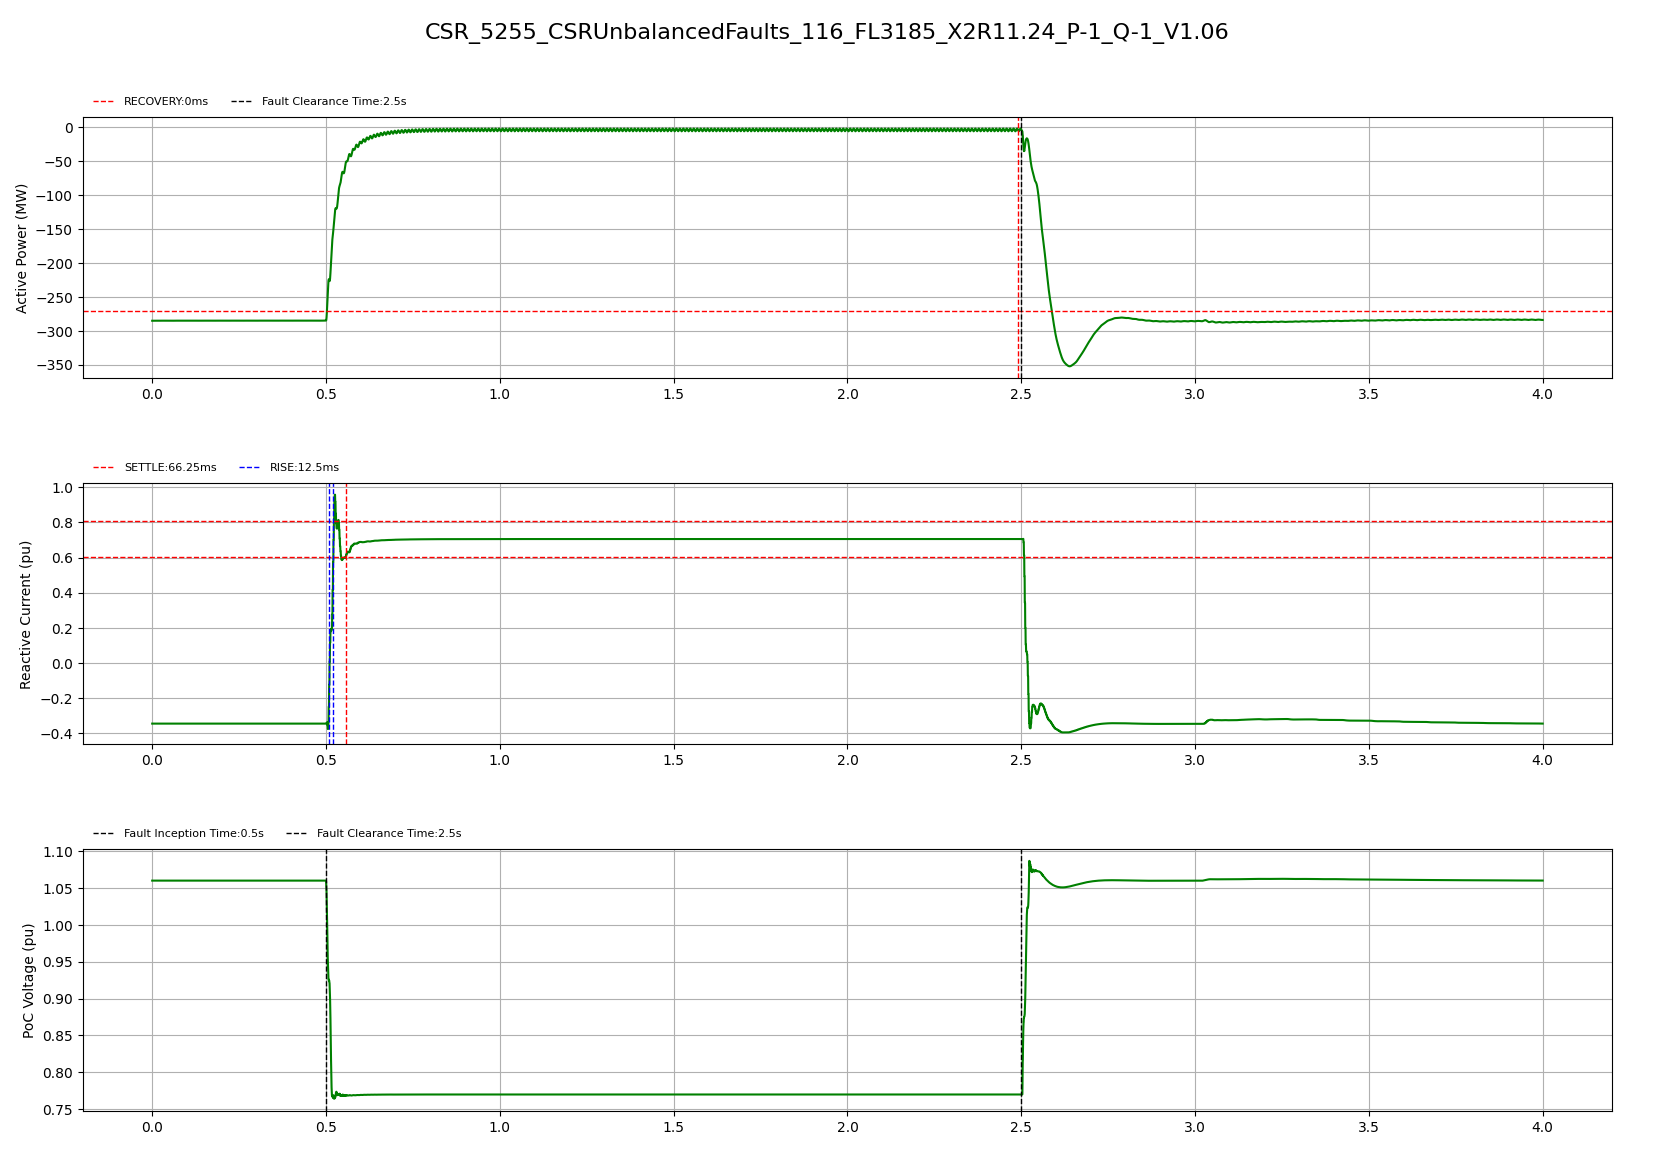 CSR_5255_CSRUnbalancedFaults_116_FL3185_X2R11.24_P-1_Q-1_V1.06
RECOVERY:0ms Fault Clearance Time:2.5s
Active Power (MW)
0
−50
−100
−150
−200
−250
−300
−350
0.0 0.5 1.0 1.5 2.0 2.5 3.0 3.5 4.0
SETTLE:66.25ms RISE:12.5ms
Reactive Current (pu)
1.0
0.8
0.6
0.4
0.2
0.0
−0.2
−0.4
0.0 0.5 1.0 1.5 2.0 2.5 3.0 3.5 4.0
Fault Inception Time:0.5s Fault Clearance Time:2.5s
PoC Voltage (pu)
1.10
1.05
1.00
0.95
0.90
0.85
0.80
0.75
0.0 0.5 1.0 1.5 2.0 2.5 3.0 3.5 4.0